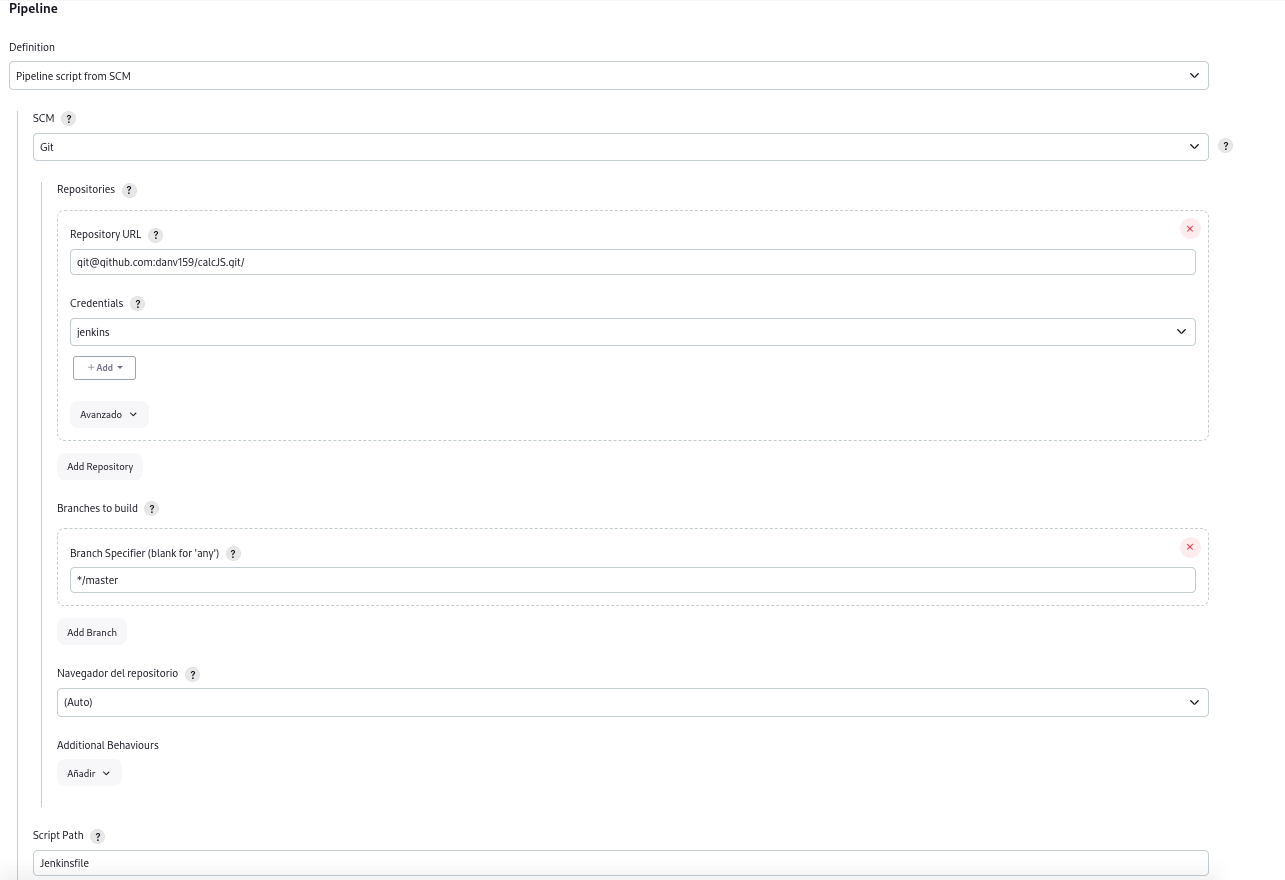 Pipeline
Definition
Pipeline script from SCM
SCM ?
Git
?
Repositories ?
Repository URL ?
git@github.com:danv159/calcJS.git/
Credentials ?
jenkins
+ Add
Avanzado
Add Repository
Branches to build ?
Branch Specifier (blank for 'any') ?
*/master
Add Branch
Navegador del repositorio ?
(Auto)
Additional Behaviours
Añadir
Script Path ?
Jenkinsfile